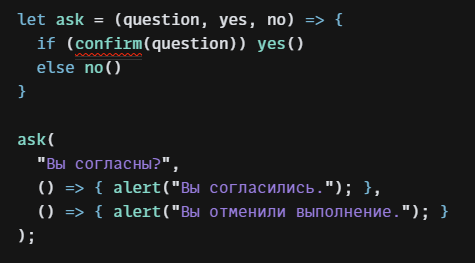 let ask = (question, yes, no) => {
  if (confirm(question)) yes()
  else no()
}

ask(
  "Вы согласны?",
  () => { alert("Вы согласились."); },
  () => { alert("Вы отменили выполнение."); }
);